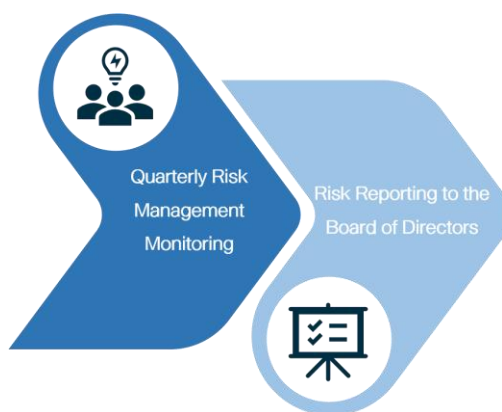 Quarterly Risk
Management
Monitoring
Risk Reporting to the
Board of Directors